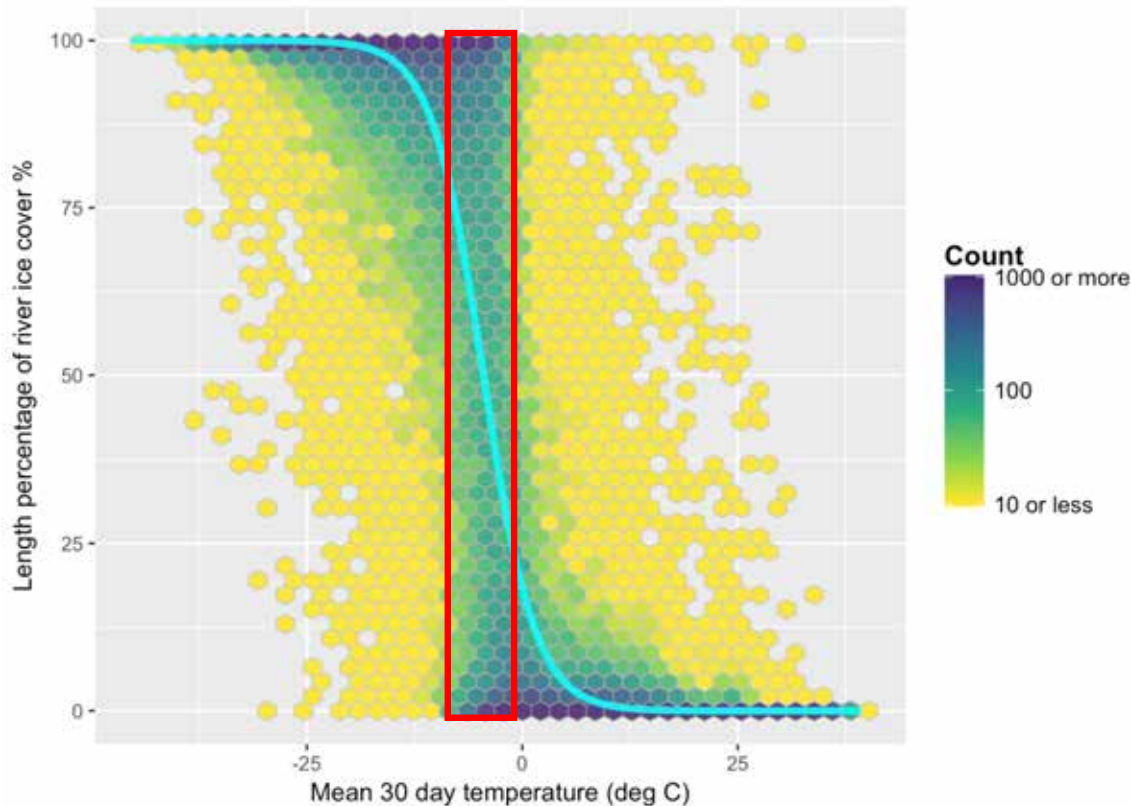 100
75
50
25
0
Length percentage of river ice cover %
-25
0
25
Mean 30 day temperature (deg C)
Count
1000 or more
100
10 or less